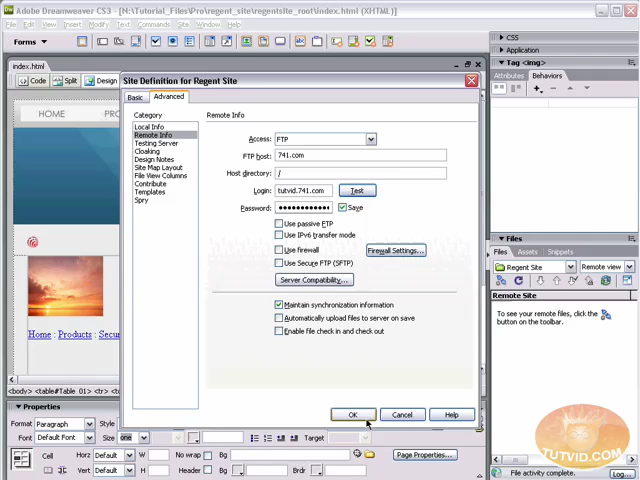 Adobe Dreamweaver CS3 - [N:\Tutorial_Files\Pro\regent_site\regentsite_root\index.html (XHTML)]
File Edit View Insert Modify Text Commands Site Window Help
Forms
index.html
Code Split Design
HOME PRO
Home : Products : Securi
<body> <table#Table_01> <tr> <t
Site Definition for Regent Site
Basic Advanced
Category
Local Info
Remote Info
Testing Server
Cloaking
Design Notes
Site Map Layout
File View Columns
Contribute
Templates
Spry
Remote Info
Access: FTP
FTP host: 741.com
Host directory: /
Login: tutvid.741.com Test
Password: Save
Use passive FTP
Use IPv6 transfer mode
Use firewall Firewall Settings...
Use Secure FTP (SFTP)
Server Compatibility...
Maintain synchronization information
Automatically upload files to server on save
Enable file check in and check out
OK Cancel Help
CSS
Application
Tag <img>
Attributes Behaviors
Files
Files Assets Snippets
Regent Site Remote view
Remote Site
To see your remote files, click the
button on the toolbar.
Properties
Format Paragraph Style
Font Default Font Size one Target
Cell Horz Default W No wrap Bg Page Properties...
Vert Default H Header Bg Brdr
File activity complete. Log...
TUTVID.COM